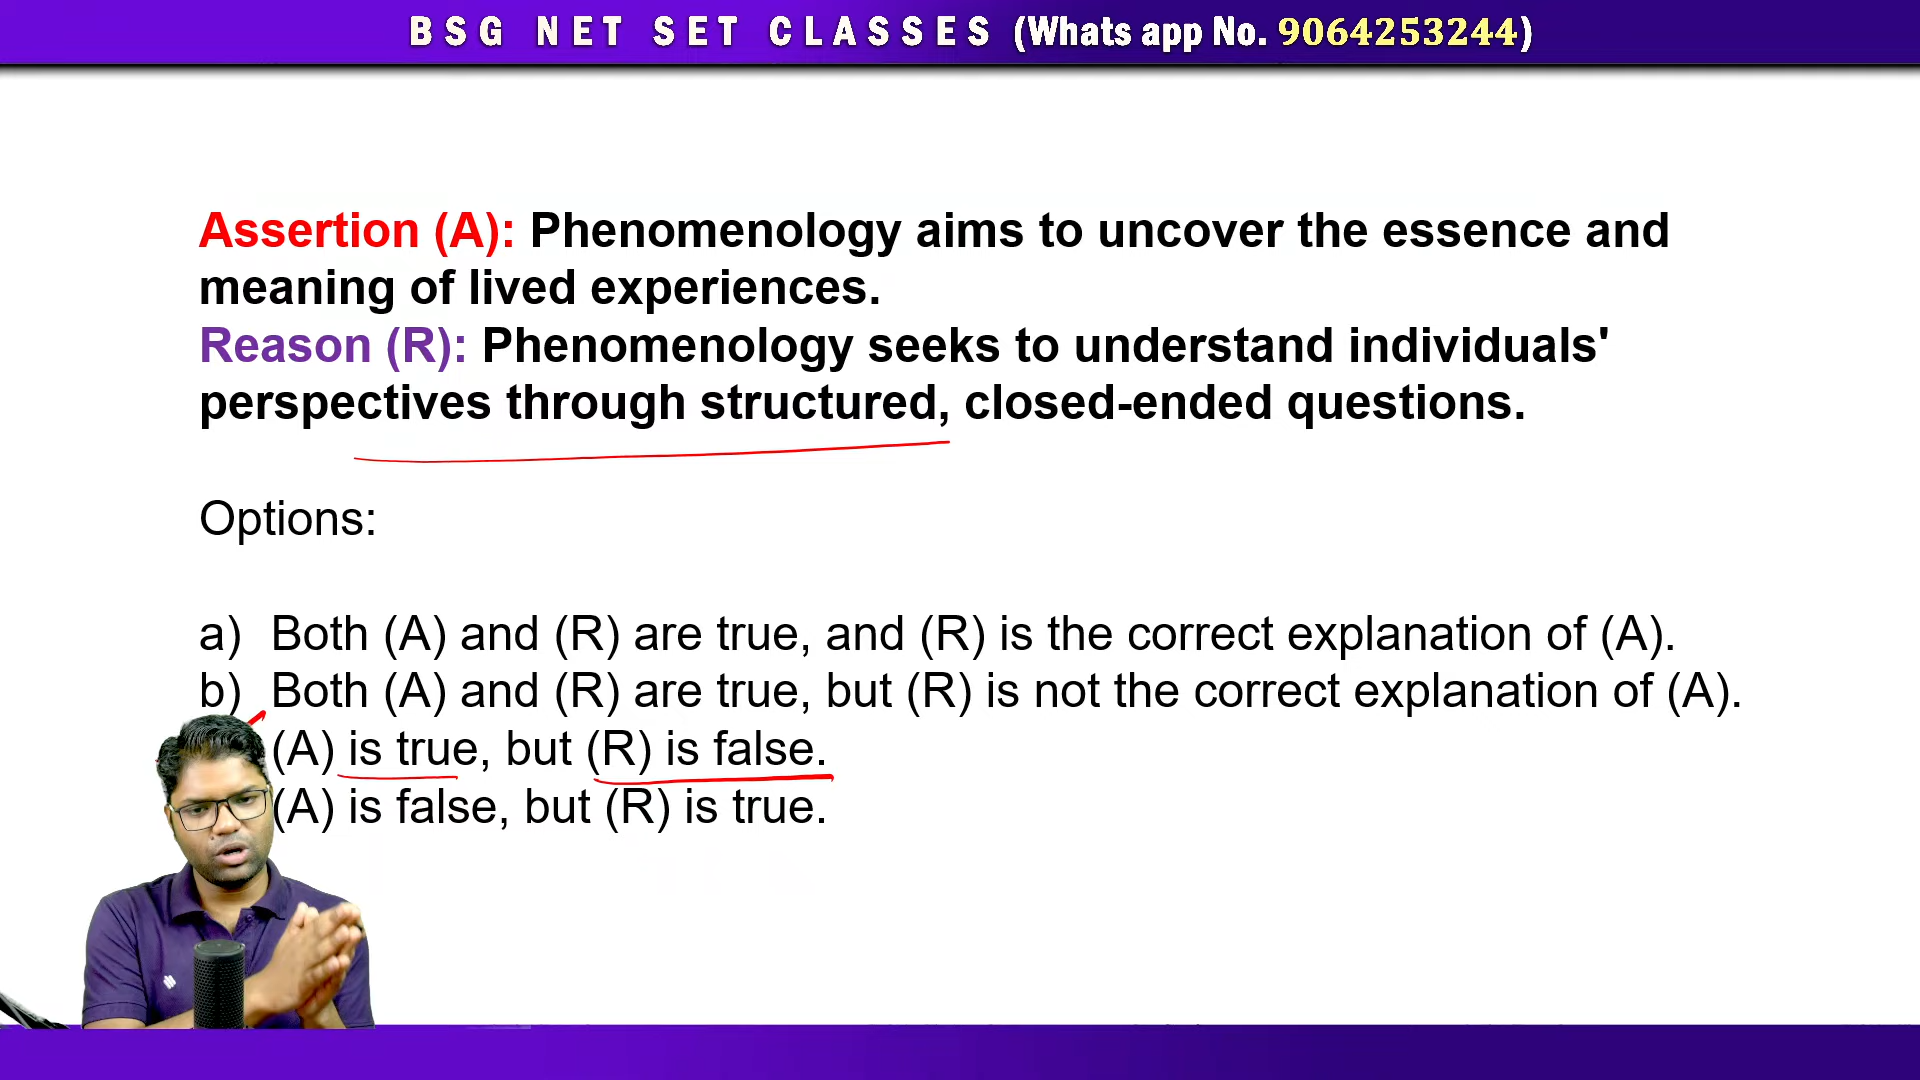 BSG NET SET CLASSES (Whats app No. 9064253244)
Assertion (A): Phenomenology aims to uncover the essence and
meaning of lived experiences.
Reason (R): Phenomenology seeks to understand individuals'
perspectives through structured, closed-ended questions.
Options:
a) Both (A) and (R) are true, and (R) is the correct explanation of (A).
b) Both (A) and (R) are true, but (R) is not the correct explanation of (A).
(A) is true, but (R) is false.
(A) is false, but (R) is true.